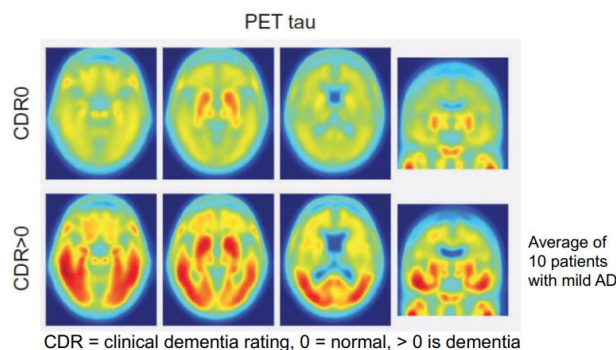 PET tau
CDR0
CDR>0
Average of
10 patients
with mild AD
CDR = clinical dementia rating, 0 = normal, > 0 is dementia